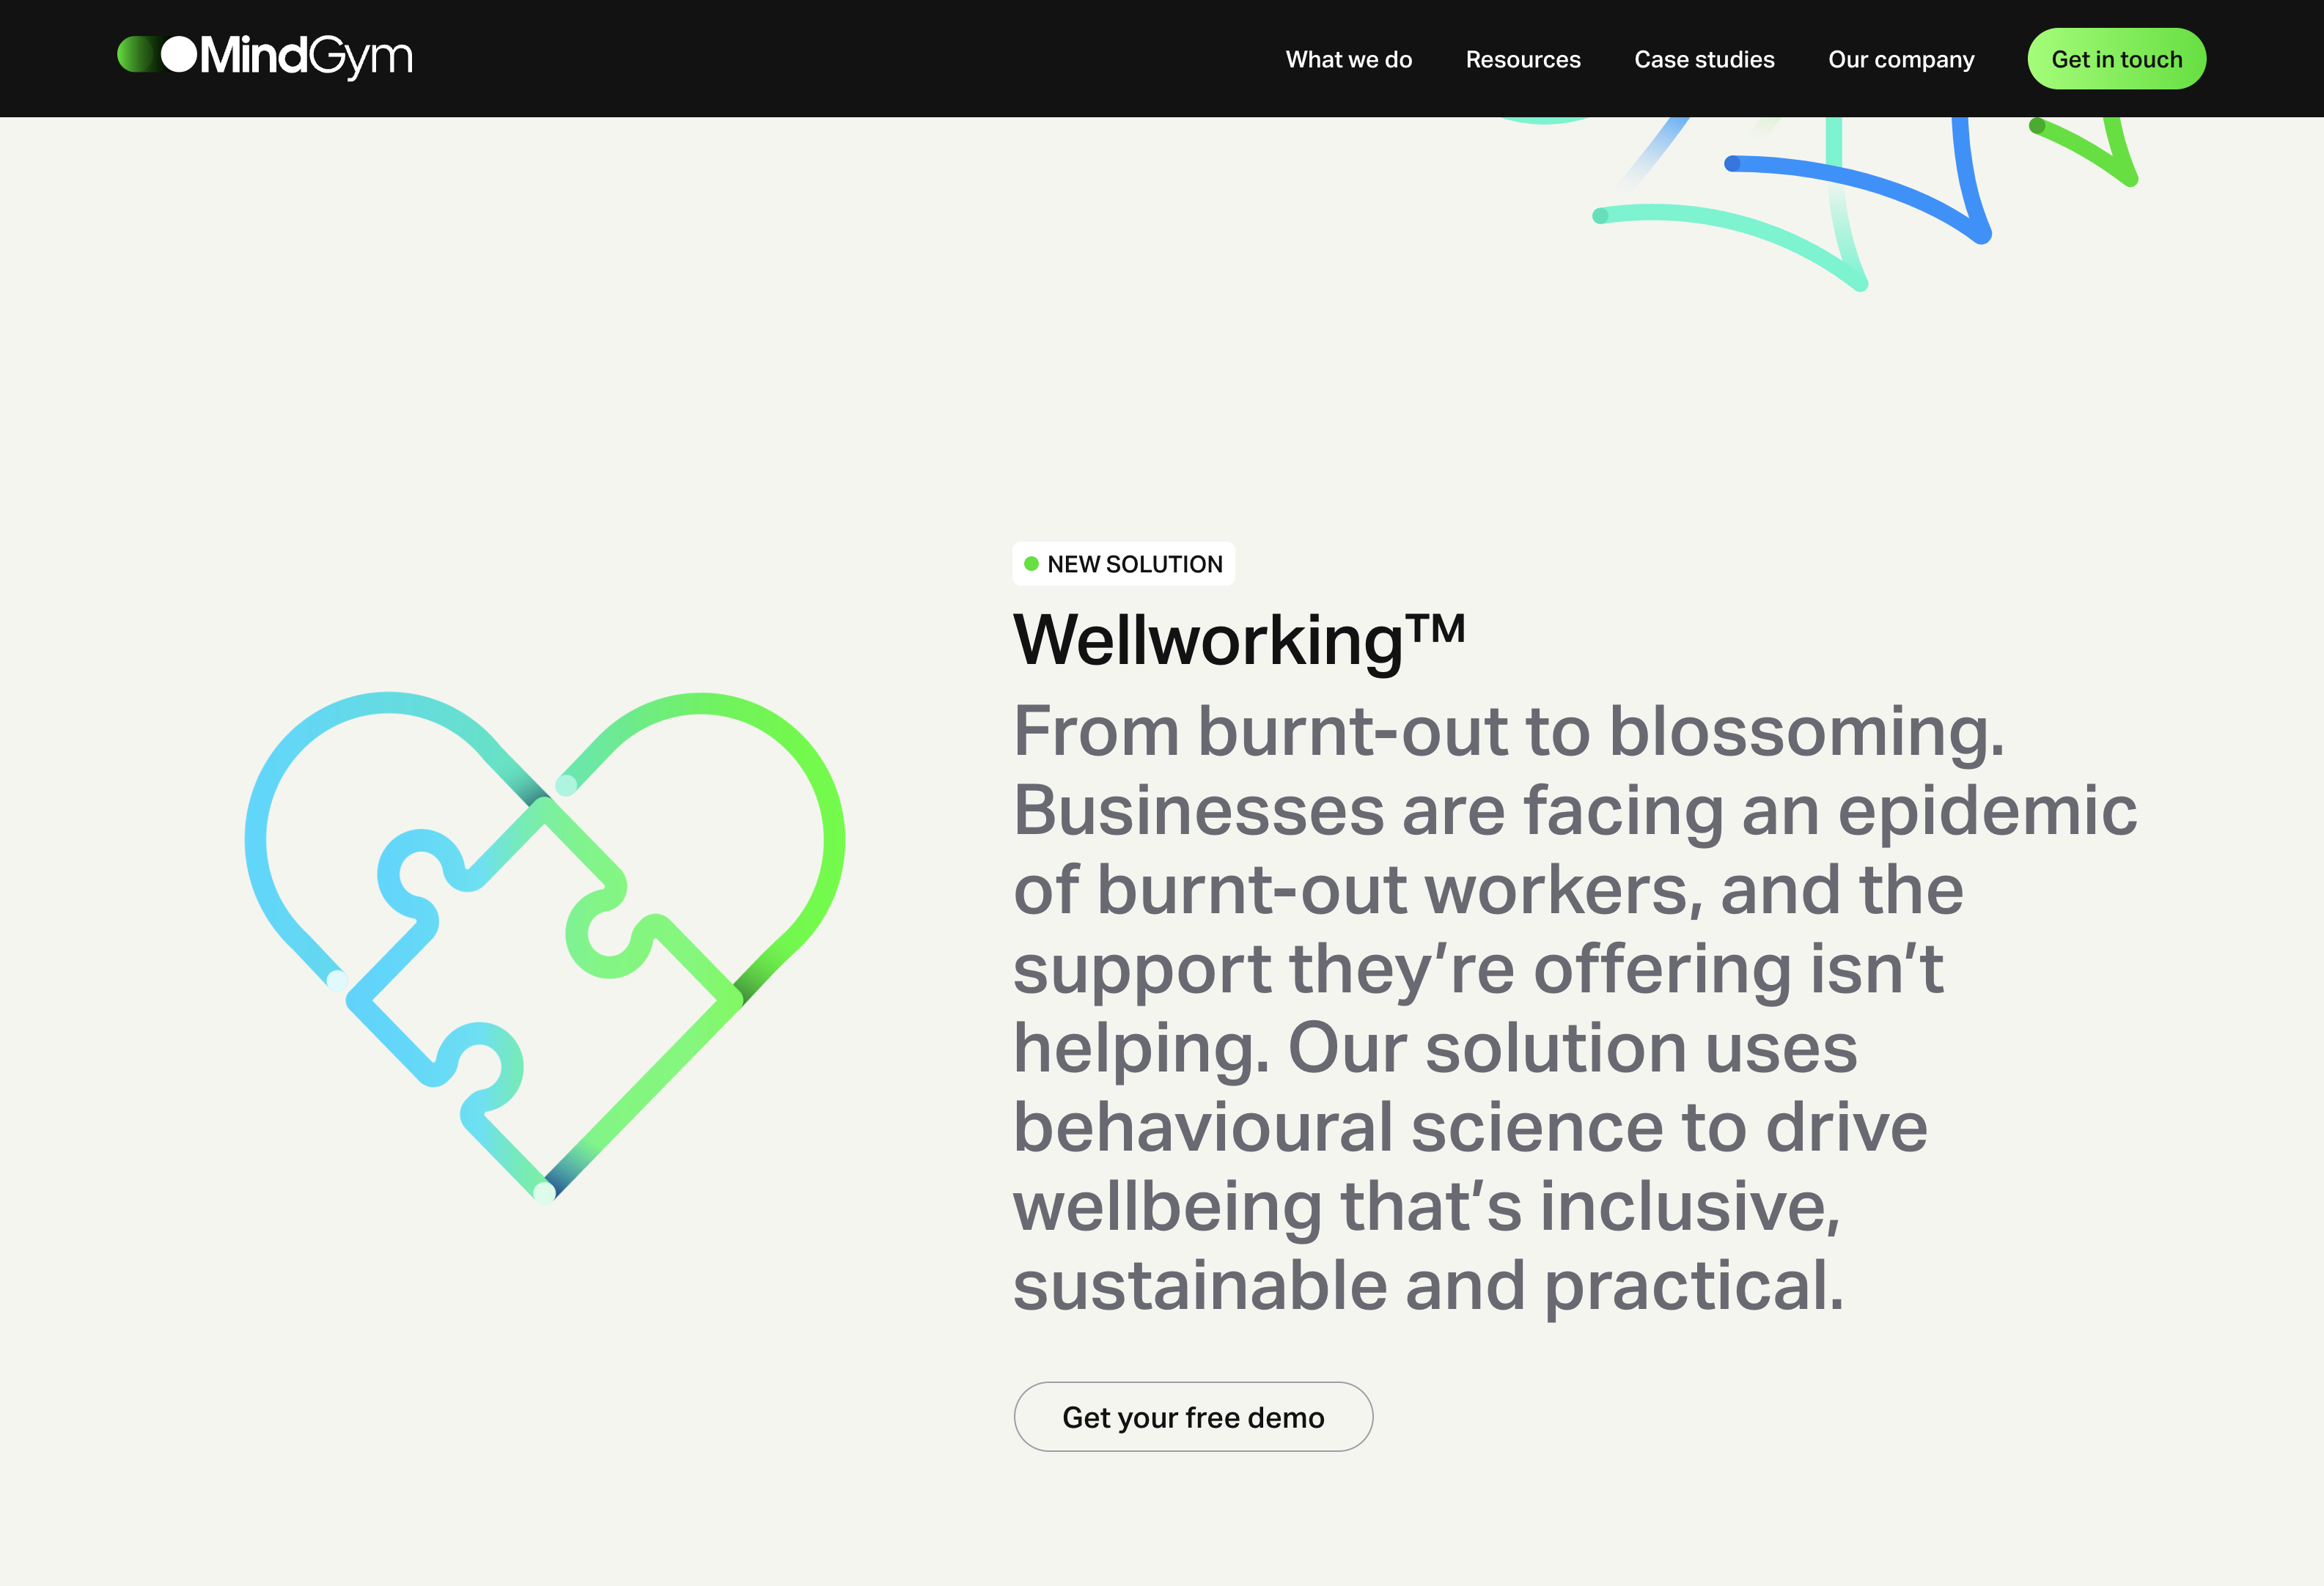 MindGym
What we do
Resources
Case studies
Our company
Get in touch
NEW SOLUTION
Wellworking™
From burnt-out to blossoming.
Businesses are facing an epidemic
of burnt-out workers, and the
support they’re offering isn’t
helping. Our solution uses
behavioural science to drive
wellbeing that’s inclusive,
sustainable and practical.
Get your free demo